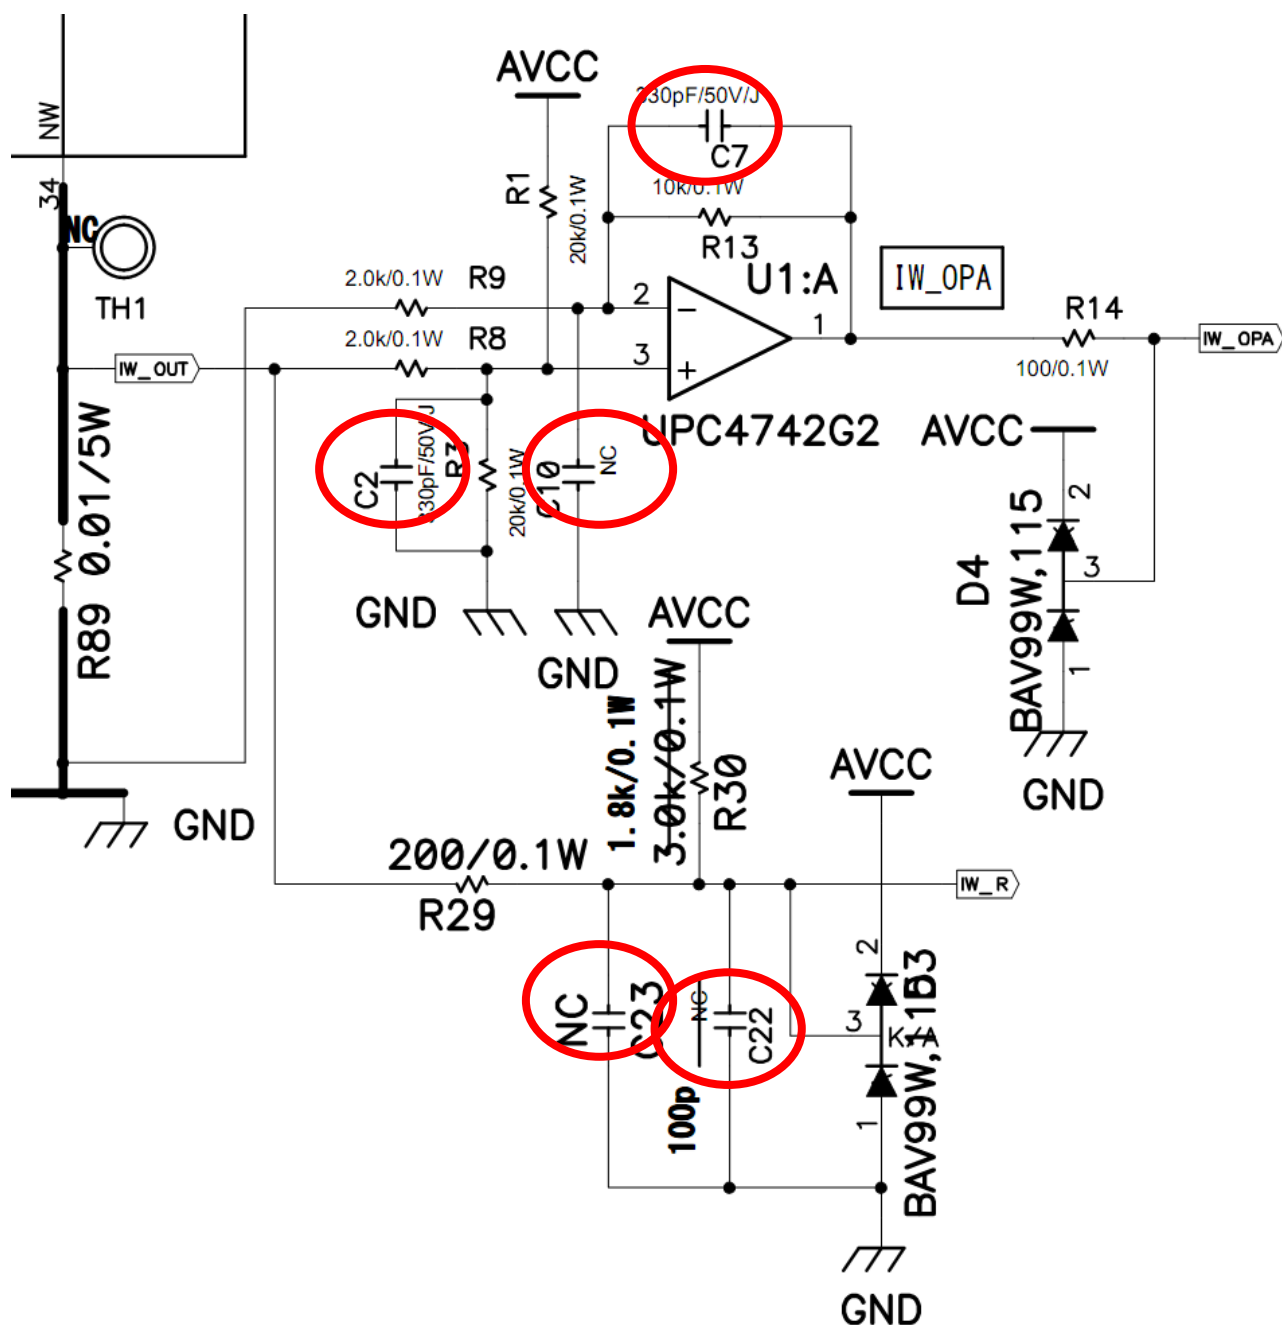 NW
34
NC
TH1
AVCC
330pF/50V/J
C7
10k/0.1W
R13
R1
20k/0.1W
2.0k/0.1W
R9
2.0k/0.1W
R8
2
3
1
U1:A
UPC4742G2
IW_OPA
R14
100/0.1W
IW_OPA
IW_OUT
R89 0.01/5W
C2
330pF/50V/J
R3
20k/0.1W
C10
NC
GND
GND
AVCC
D4
BAV99W,115
2
3
1
GND
GND
AVCC
1.8k/0.1W
3.0k/0.1W
R30
200/0.1W
R29
IW_R
AVCC
NC
C23
NC
C22
100p
2
3
1
K-A
D3
BAV99W,115
GND